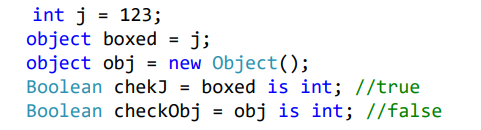 int j = 123;
object boxed = j;
object obj = new Object();
Boolean chekJ = boxed is int; //true
Boolean checkObj = obj is int; //false